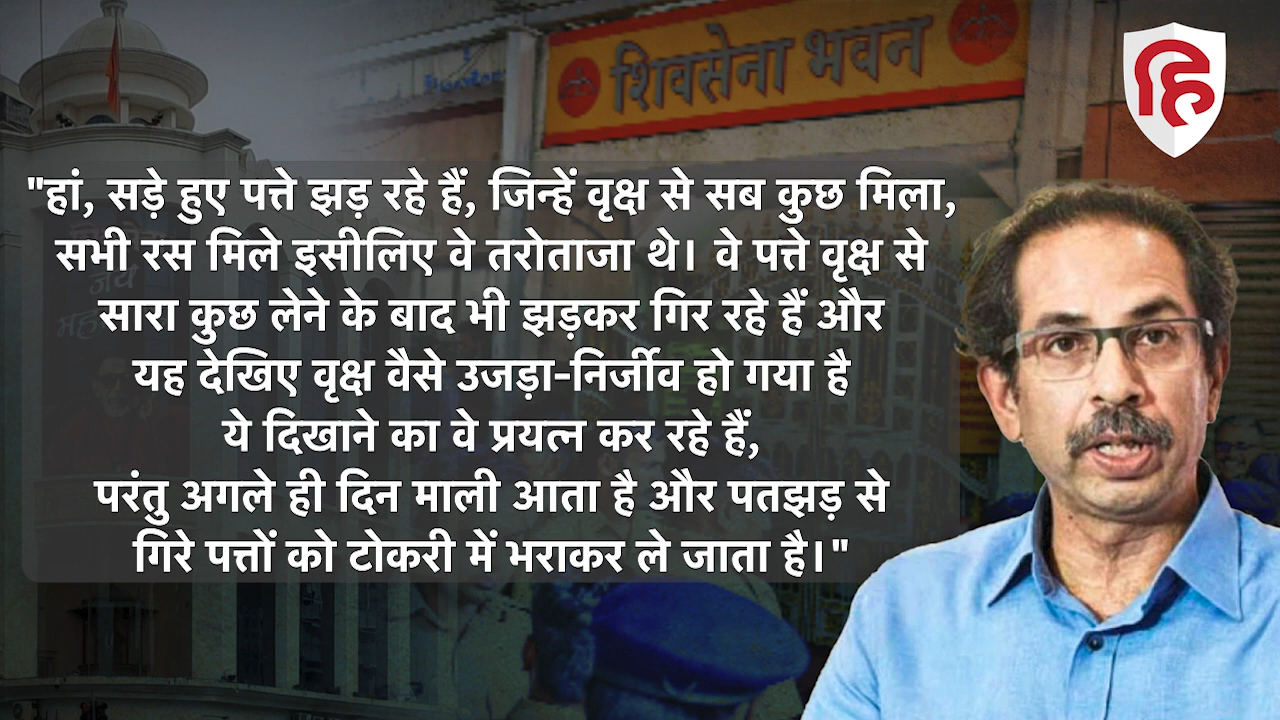 शिवसेना भवन
हि
"हां, सड़े हुए पत्ते झड़ रहे हैं, जिन्हें वृक्ष से सब कुछ मिला,
सभी रस मिले इसीलिए वे तरोताजा थे। वे पत्ते वृक्ष से
सारा कुछ लेने के बाद भी झड़कर गिर रहे हैं और
यह देखिए वृक्ष वैसे उजड़ा-निर्जीव हो गया है
ये दिखाने का वे प्रयत्न कर रहे हैं,
परंतु अगले ही दिन माली आता है और पतझड़ से
गिरे पत्तों को टोकरी में भराकर ले जाता है।"